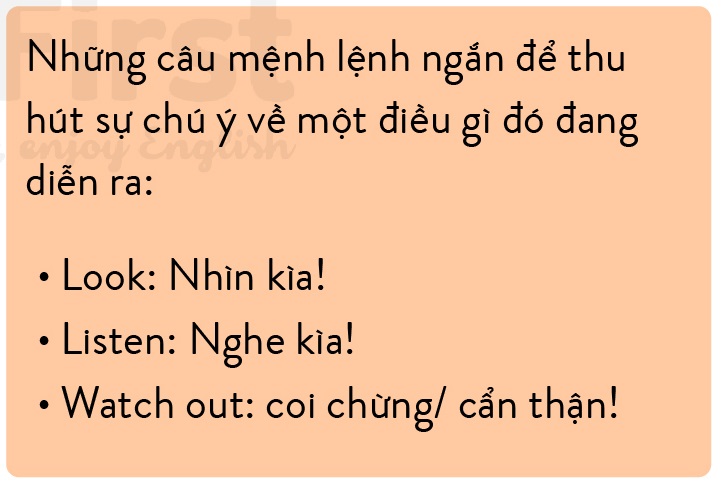 First
, enjoy English
Những câu mệnh lệnh ngắn để thu
hút sự chú ý về một điều gì đó đang
diễn ra:
• Look: Nhìn kìa!
• Listen: Nghe kìa!
• Watch out: coi chừng/ cẩn thận!